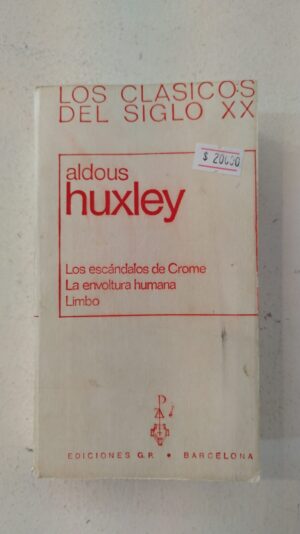 LOS CLASICOS
DEL SIGLO XX
$ 20000
aldous
huxley
Los escándalos de Crome
La envoltura humana
Limbo
EDICIONES G.P. • BARCELONA